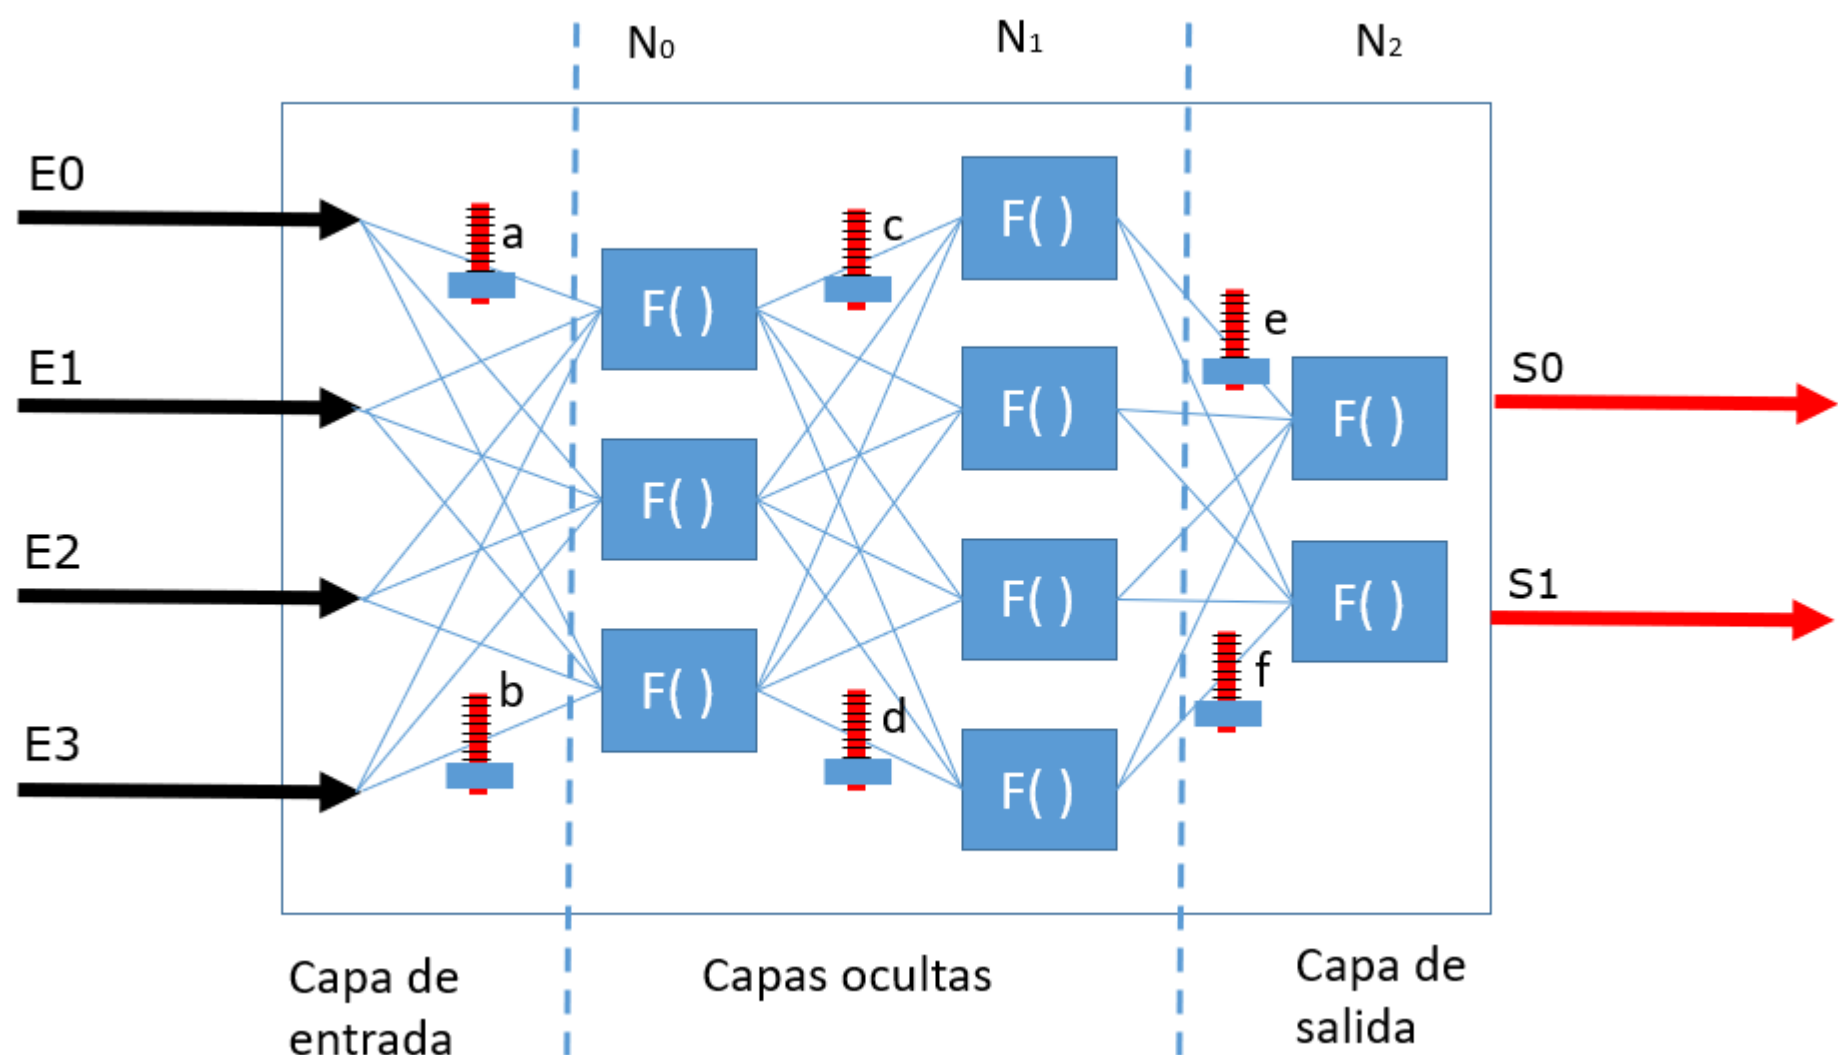 N0
N1
N2
E0
a
c
F( )
e
F( )
E1
F( )
F( )
S0
F( )
E2
F( )
F( )
S1
b
F( )
d
f
E3
F( )
Capa de
entrada
Capas ocultas
Capa de
salida